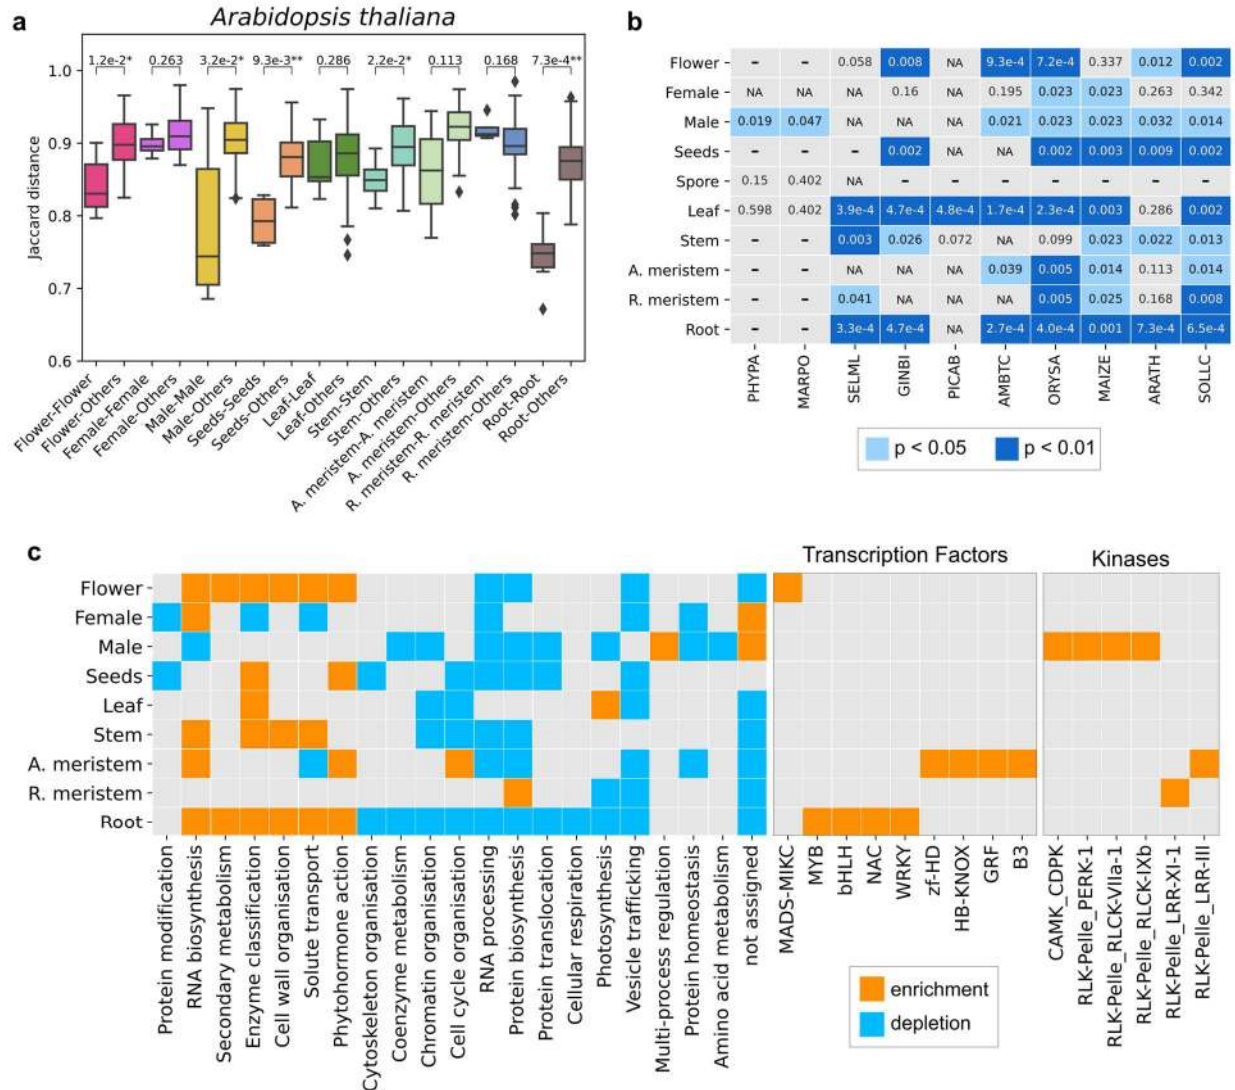 a
Arabidopsis thaliana
1.2e-2* 0.263 3.2e-2* 9.3e-3** 0.286 2.2e-2* 0.113 0.168 7.3e-4**
Jaccard distance
1.0
0.9
0.8
0.7
0.6
Flower-Flower
Flower-Others
Female-Female
Female-Others
Male-Male
Male-Others
Seeds-Seeds
Seeds-Others
Leaf-Leaf
Leaf-Others
Stem-Stem
Stem-Others
A. meristem-A. meristem
A. meristem-Others
R. meristem-R. meristem
R. meristem-Others
Root-Root
Root-Others
b
Flower - - 0.058 0.008 NA 9.3e-4 7.2e-4 0.337 0.012 0.002
Female NA NA - 0.16 - 0.195 0.023 0.023 0.263 0.342
Male 0.019 0.047 NA NA NA 0.021 0.023 0.023 0.032 0.014
Seeds - - - 0.002 NA NA 0.002 0.003 0.009 0.002
Spore 0.15 0.402 NA - - - - - - -
Leaf 0.598 0.402 3.9e-4 4.7e-4 4.8e-4 1.7e-4 2.3e-4 0.003 0.286 0.002
Stem - - 0.003 0.026 0.072 NA 0.099 0.023 0.022 0.013
A. meristem - - NA NA NA 0.039 0.005 0.014 0.113 0.014
R. meristem - - 0.041 NA NA - 0.005 0.025 0.168 0.008
Root - - 3.3e-4 4.7e-4 NA 2.7e-4 4.0e-4 0.001 7.3e-4 6.5e-4
PHYPA
MARPO
SELML
GINBI
PICAB
AMBTC
ORYSA
MAIZE
ARATH
SOLLC
p < 0.05 p < 0.01
c
Transcription Factors
Kinases
Flower
Female
Male
Seeds
Leaf
Stem
A. meristem
R. meristem
Root
Protein modification
RNA biosynthesis
Secondary metabolism
Enzyme classification
Cell wall organisation
Solute transport
Phytohormone action
Cytoskeleton organisation
Coenzyme metabolism
Chromatin organisation
Cell cycle organisation
RNA processing
Protein biosynthesis
Protein translocation
Cellular respiration
Photosynthesis
Vesicle trafficking
Multi-process regulation
Protein homeostasis
Amino acid metabolism
not assigned
MADS-MIKC
MYB
bHLH
NAC
WRKY
zf-HD
HB-KNOX
GRF
B3
CAMK_CDPK
RLK-Pelle_PERK-1
RLK-Pelle_RLCK-VIIa-1
RLK-Pelle_RLCK-IXb
RLK-Pelle_LRR-XI-1
RLK-Pelle_LRR-III
enrichment
depletion